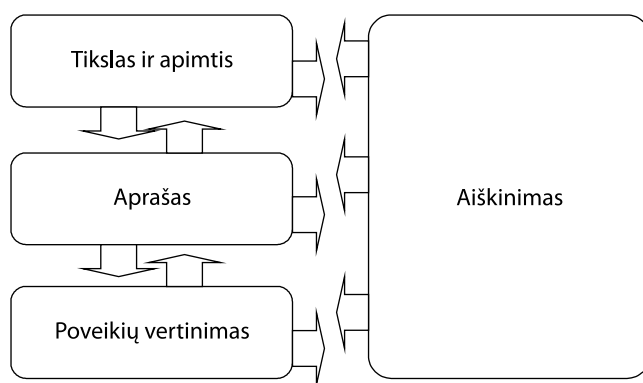 Tikslas ir apimtis
Aprašas
Aiškinimas
Poveikių vertinimas